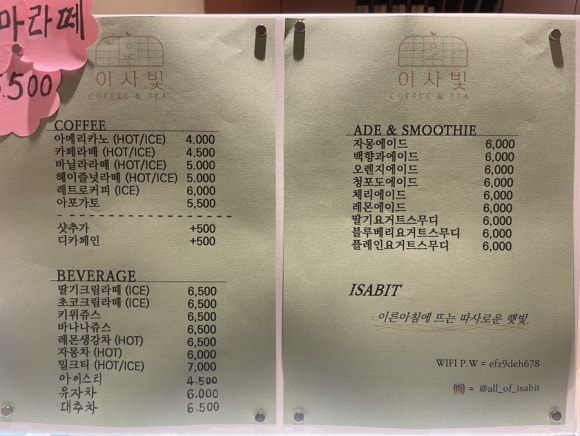 마라떼
5.500
이사빛
COFFEE & TEA
COFFEE
아메리카노 (HOT/ICE) 4.000
카페라떼 (HOT/ICE) 4.500
바닐라라떼 (HOT/ICE) 5.000
헤이즐넛라떼 (HOT/ICE) 5.000
레트로커피 (ICE) 6,000
아포가토 5,500
샷추가 +500
디카페인 +500
BEVERAGE
딸기크림라떼 (ICE) 6,500
초코크림라떼 (ICE) 6,500
키위쥬스 6,500
바나나쥬스 6,500
레몬생강차 (HOT) 6,500
자몽차 (HOT) 6,000
밀크티 (HOT/ICE) 7,000
아이스티 4.500
유자차 6.000
대추차 6.500
이사빛
COFFEE & TEA
ADE & SMOOTHIE
자몽에이드 6,000
백향과에이드 6,000
오렌지에이드 6,000
청포도에이드 6,000
체리에이드 6,000
레몬에이드 6,000
딸기요거트스무디 6,000
블루베리요거트스무디 6,000
플레인요거트스무디 6,000
ISABIT
: 이른아침에 뜨는 따사로운 햇빛.
WIFI P.W = efz9deh678
= @all_of_isabit